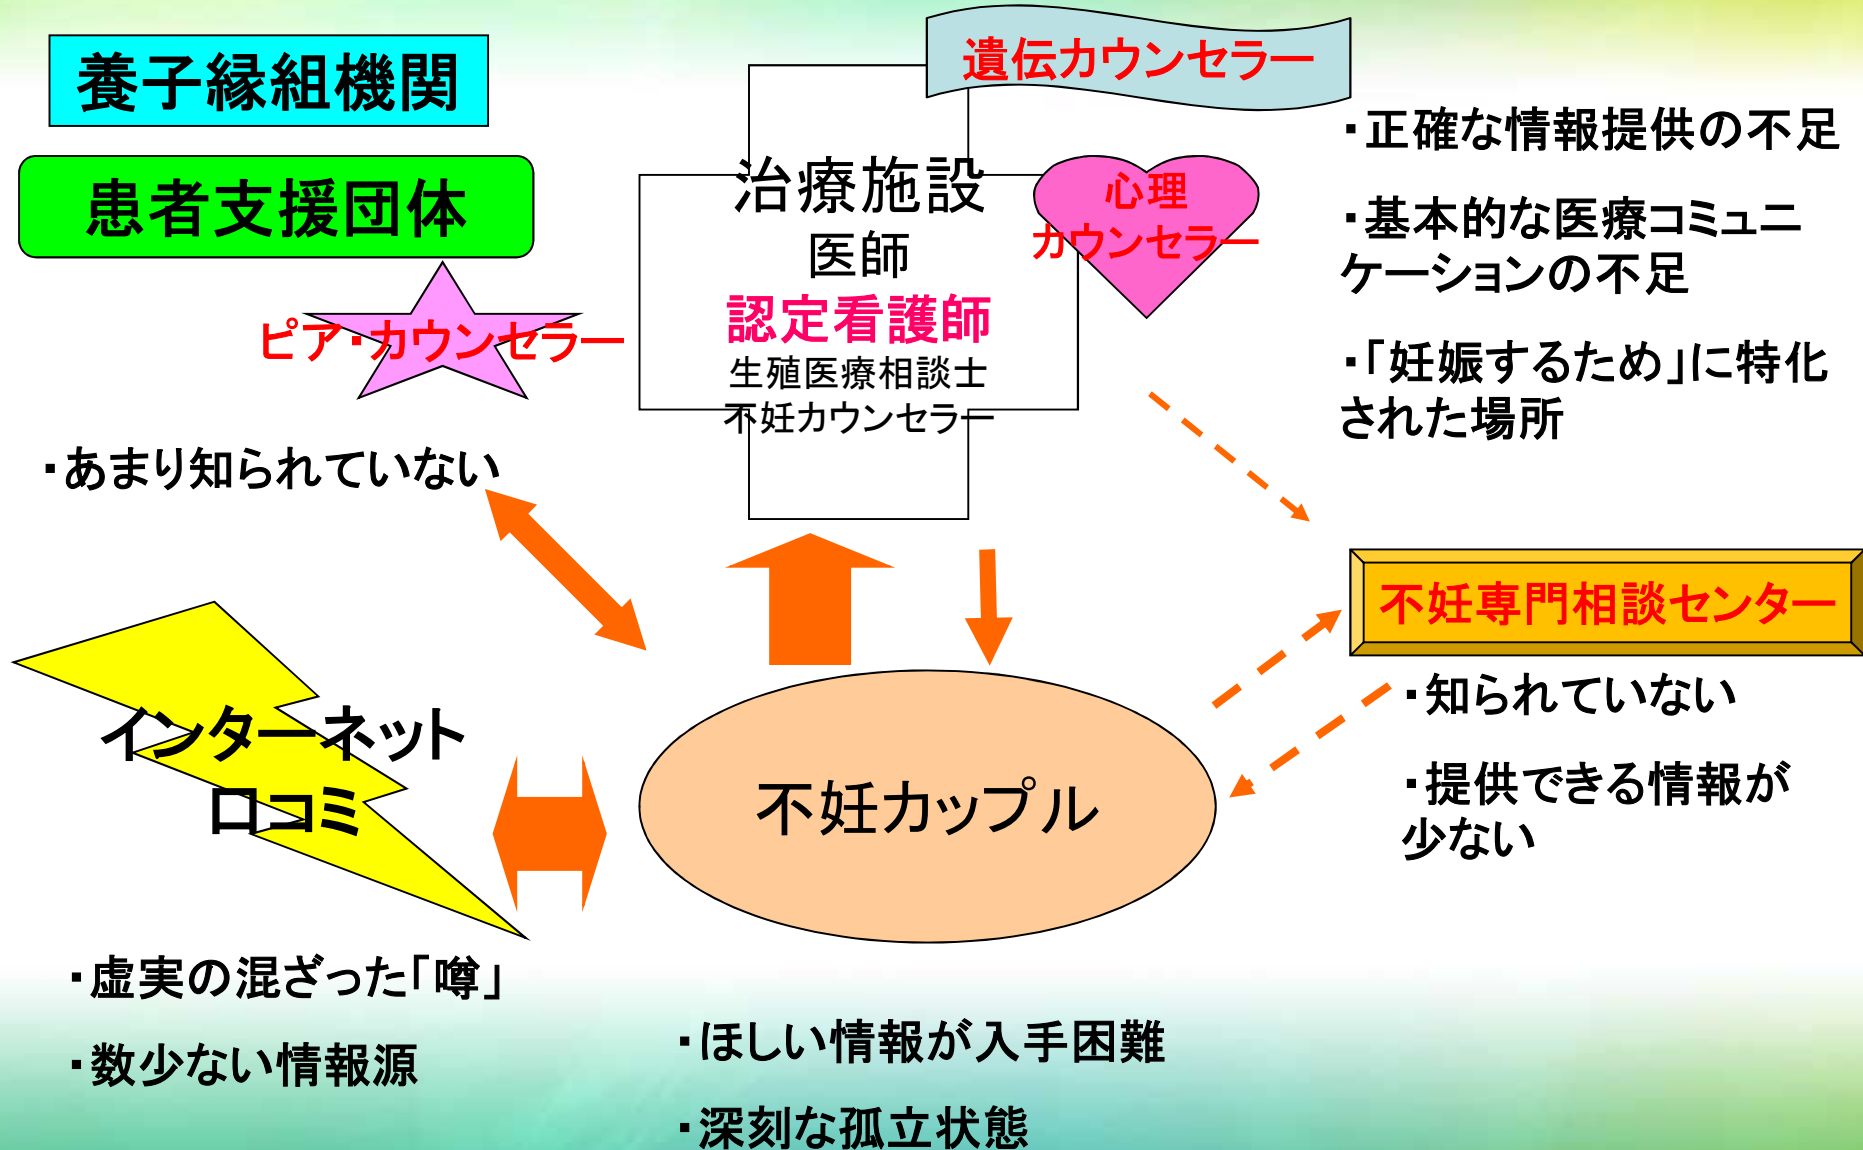 養子縁組機関
患者支援団体
ピア・カウンセラー
・あまり知られていない
遺伝カウンセラー
治療施設
医師
認定看護師
生殖医療相談士
不妊カウンセラー
心理
カウンセラー
・正確な情報提供の不足
・基本的な医療コミュニ
ケーションの不足
・「妊娠するため」に特化
された場所
不妊専門相談センター
・知られていない
・提供できる情報が
少ない
インターネット
口コミ
・虚実の混ざった「噂」
・数少ない情報源
不妊カップル
・ほしい情報が入手困難
・深刻な孤立状態